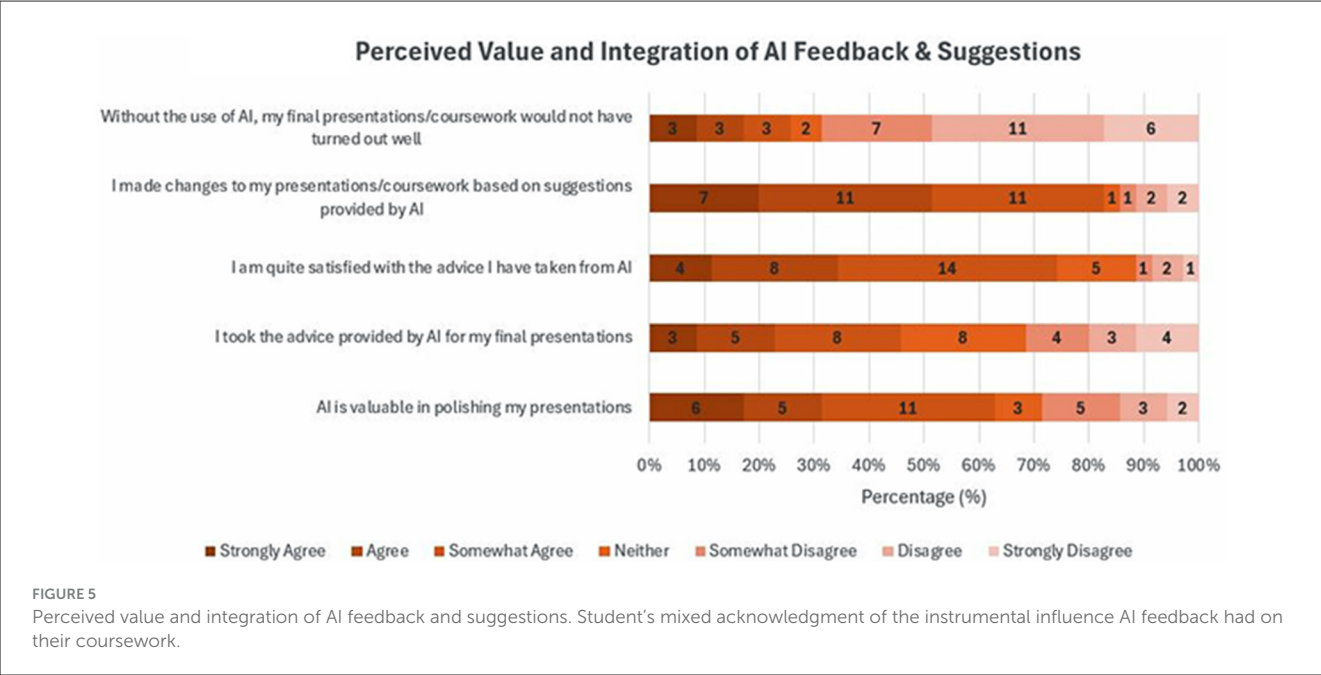 Perceived Value and Integration of AI Feedback & Suggestions
Without the use of AI, my final presentations/coursework would not have
turned out well
3 3 3 2 7 11 6
I made changes to my presentations/coursework based on suggestions
provided by AI
7 11 11 1 1 2 2
I am quite satisfied with the advice I have taken from AI
4 8 14 5 1 2 1
I took the advice provided by AI for my final presentations
3 5 8 8 4 3 4
AI is valuable in polishing my presentations
6 5 11 3 5 3 2
0% 10% 20% 30% 40% 50% 60% 70% 80% 90% 100%
Percentage (%)
Strongly Agree Agree Somewhat Agree Neither Somewhat Disagree Disagree Strongly Disagree
FIGURE 5
Perceived value and integration of AI feedback and suggestions. Student’s mixed acknowledgment of the instrumental influence AI feedback had on
their coursework.